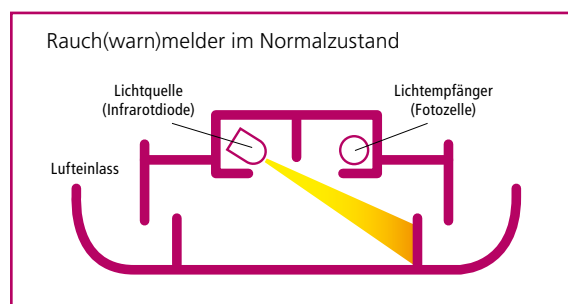 Rauch(warn)melder im Normalzustand
Lichtquelle
(Infrarotdiode)
Lichtempfänger
(Fotozelle)
Lufteinlass